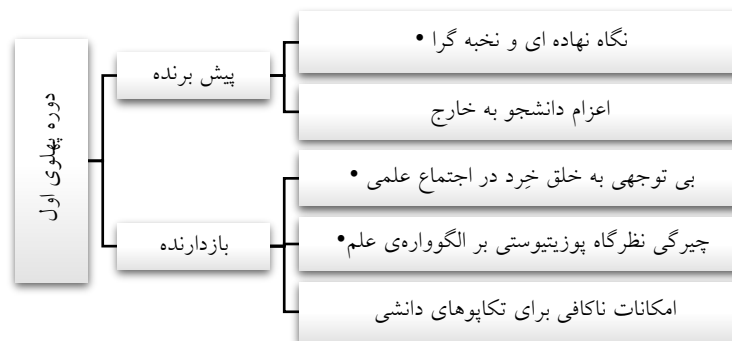 دوره پهلوی اول
پیش برنده
نگاه نهاده ای و نخبه گرا •
اعزام دانشجو به خارج
بازدارنده
بی توجهی به خلق خِرد در اجتماع علمی •
چیرگی نظرگاه پوزیتیوستی بر الگوواره‌ی علم•
امکانات ناکافی برای تکاپوهای دانشی